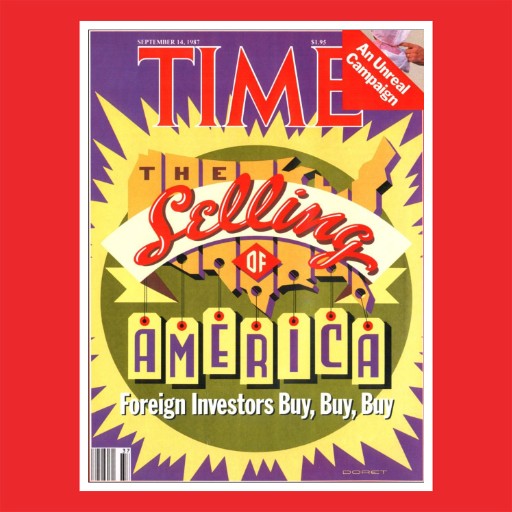 SEPTEMBER 14, 1987 $1.95
TIME
An Unreal
Campaign
THE
Selling
OF
AMERICA
Foreign Investors Buy, Buy, Buy
DORET